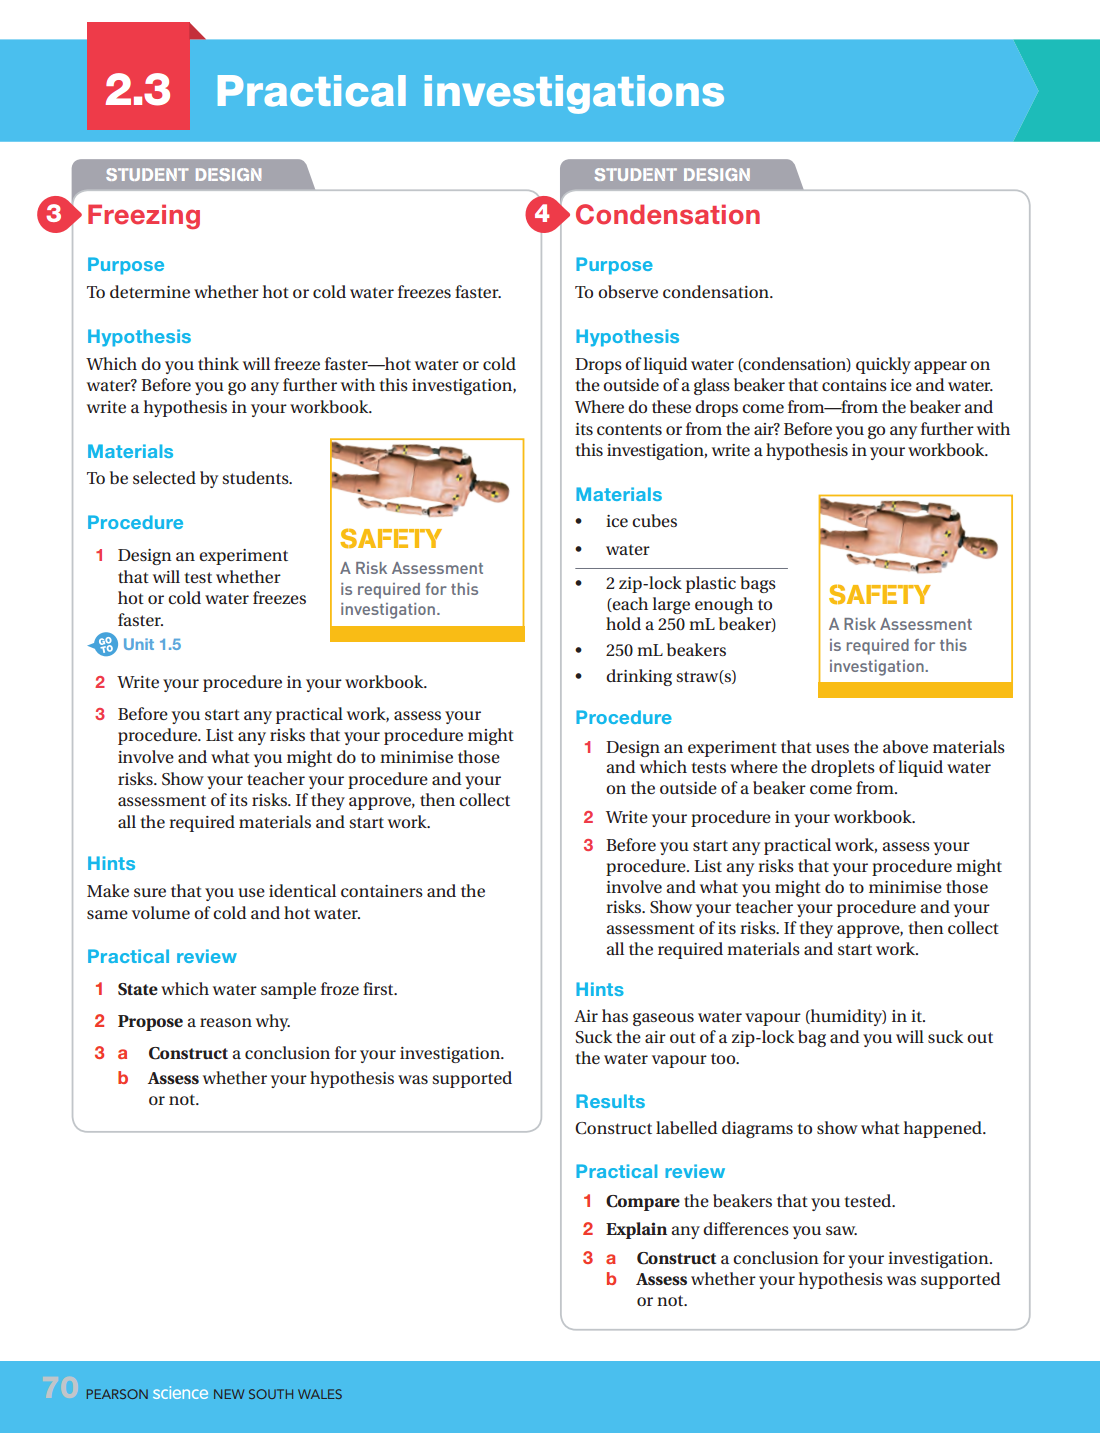 2.3
Practical investigations
STUDENT DESIGN
3
Freezing
Purpose
To determine whether hot or cold water freezes faster.
Hypothesis
Which do you think will freeze faster—hot water or cold
water? Before you go any further with this investigation,
write a hypothesis in your workbook.
Materials
To be selected by students.
Procedure
1 Design an experiment
that will test whether
hot or cold water freezes
faster.
GO TO Unit 1.5
SAFETY
A Risk Assessment
is required for this
investigation.
2 Write your procedure in your workbook.
3 Before you start any practical work, assess your
procedure. List any risks that your procedure might
involve and what you might do to minimise those
risks. Show your teacher your procedure and your
assessment of its risks. If they approve, then collect
all the required materials and start work.
Hints
Make sure that you use identical containers and the
same volume of cold and hot water.
Practical review
1 State which water sample froze first.
2 Propose a reason why.
3 a Construct a conclusion for your investigation.
b Assess whether your hypothesis was supported
or not.
STUDENT DESIGN
4
Condensation
Purpose
To observe condensation.
Hypothesis
Drops of liquid water (condensation) quickly appear on
the outside of a glass beaker that contains ice and water.
Where do these drops come from—from the beaker and
its contents or from the air? Before you go any further with
this investigation, write a hypothesis in your workbook.
Materials
• ice cubes
• water
• 2 zip-lock plastic bags
(each large enough to
hold a 250 mL beaker)
• 250 mL beakers
• drinking straw(s)
SAFETY
A Risk Assessment
is required for this
investigation.
Procedure
1 Design an experiment that uses the above materials
and which tests where the droplets of liquid water
on the outside of a beaker come from.
2 Write your procedure in your workbook.
3 Before you start any practical work, assess your
procedure. List any risks that your procedure might
involve and what you might do to minimise those
risks. Show your teacher your procedure and your
assessment of its risks. If they approve, then collect
all the required materials and start work.
Hints
Air has gaseous water vapour (humidity) in it.
Suck the air out of a zip-lock bag and you will suck out
the water vapour too.
Results
Construct labelled diagrams to show what happened.
Practical review
1 Compare the beakers that you tested.
2 Explain any differences you saw.
3 a Construct a conclusion for your investigation.
b Assess whether your hypothesis was supported
or not.
70 PEARSON science NEW SOUTH WALES